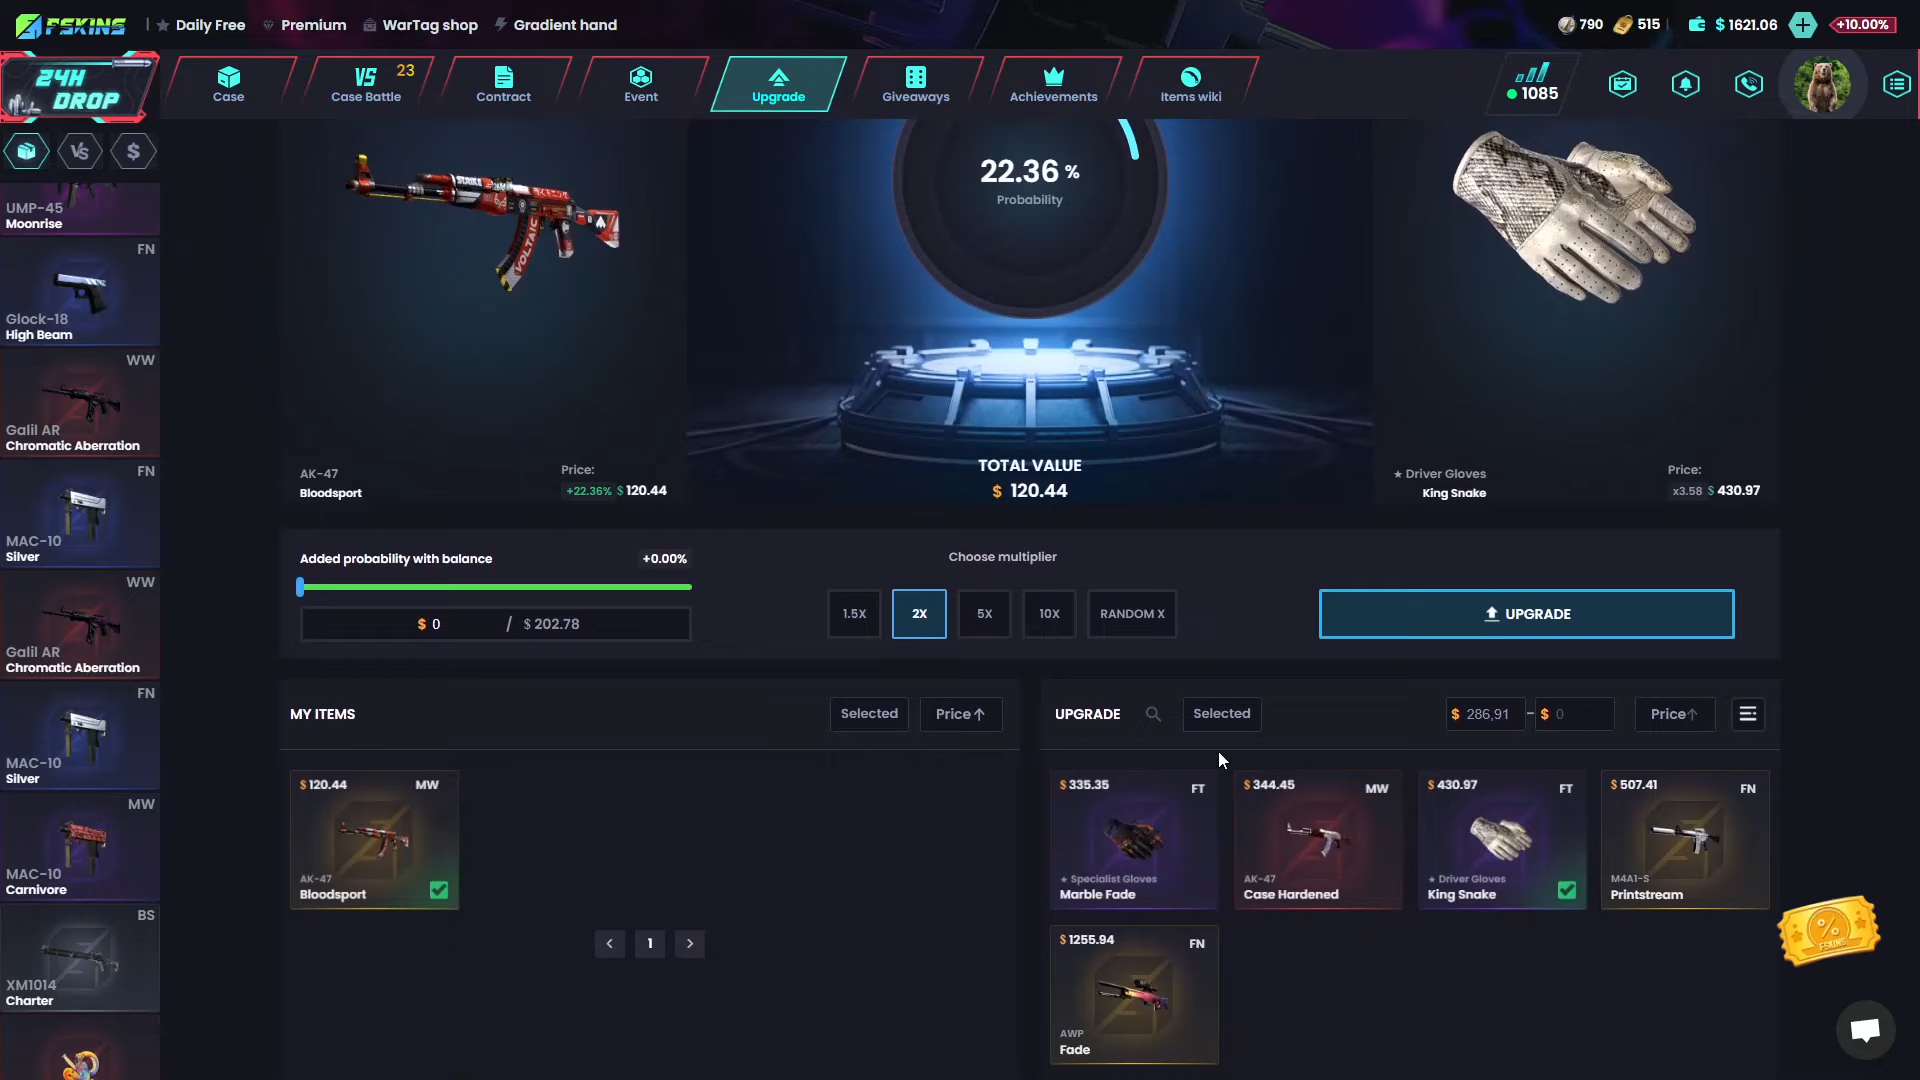 FSKINS
Daily Free
Premium
WarTag shop
Gradient hand
790
515
$ 1621.06
+10.00%
24H
DROP
Case
Case Battle
VS
23
Contract
Event
Upgrade
Giveaways
Achievements
Items wiki
1085
VS
$
UMP-45
Moonrise
FN
Glock-18
High Beam
WW
Galil AR
Chromatic Aberration
FN
MAC-10
Silver
WW
Galil AR
Chromatic Aberration
FN
MAC-10
Silver
MW
MAC-10
Carnivore
BS
XM1014
Charter
22.36 %
Probability
STRIKE
VOLTAIC
AK-47
Bloodsport
Price:
+22.36% $ 120.44
TOTAL VALUE
$ 120.44
★ Driver Gloves
King Snake
Price:
x3.58 $ 430.97
Added probability with balance
+0.00%
$ 0 / $ 202.78
Choose multiplier
1.5X
2X
5X
10X
RANDOM X
UPGRADE
MY ITEMS
Selected
Price↑
$ 120.44
MW
AK-47
Bloodsport
< 1 >
UPGRADE
Selected
$ 286,91 - $ 0
Price↑
$ 335.35
FT
★ Specialist Gloves
Marble Fade
$ 344.45
MW
AK-47
Case Hardened
$ 430.97
FT
★ Driver Gloves
King Snake
$ 507.41
FN
M4A1-S
Printstream
$ 1255.94
FN
AWP
Fade
%
FSKINS